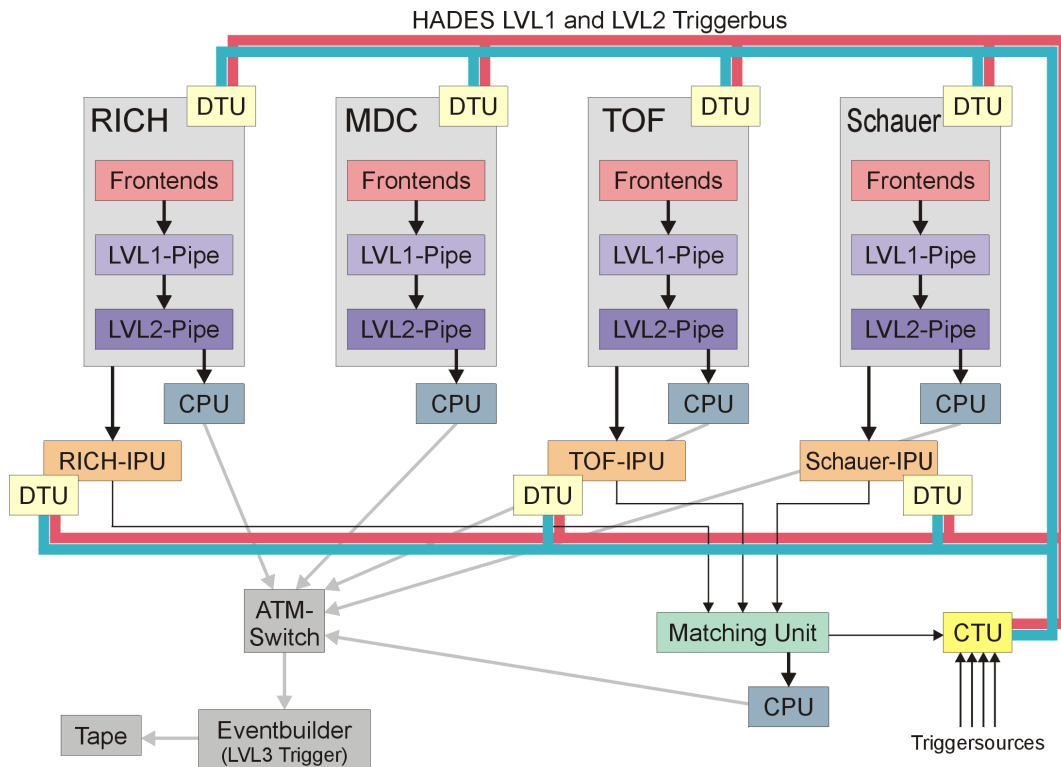 HADES LVL1 and LVL2 Triggerbus
DTU
DTU
DTU
DTU
RICH
MDC
TOF
Schauer
Frontends
Frontends
Frontends
Frontends
LVL1-Pipe
LVL1-Pipe
LVL1-Pipe
LVL1-Pipe
LVL2-Pipe
LVL2-Pipe
LVL2-Pipe
LVL2-Pipe
CPU
CPU
CPU
CPU
RICH-IPU
TOF-IPU
Schauer-IPU
DTU
DTU
DTU
ATM-
Switch
Matching Unit
CTU
CPU
Tape
Eventbuilder
(LVL3 Trigger)
Triggersources